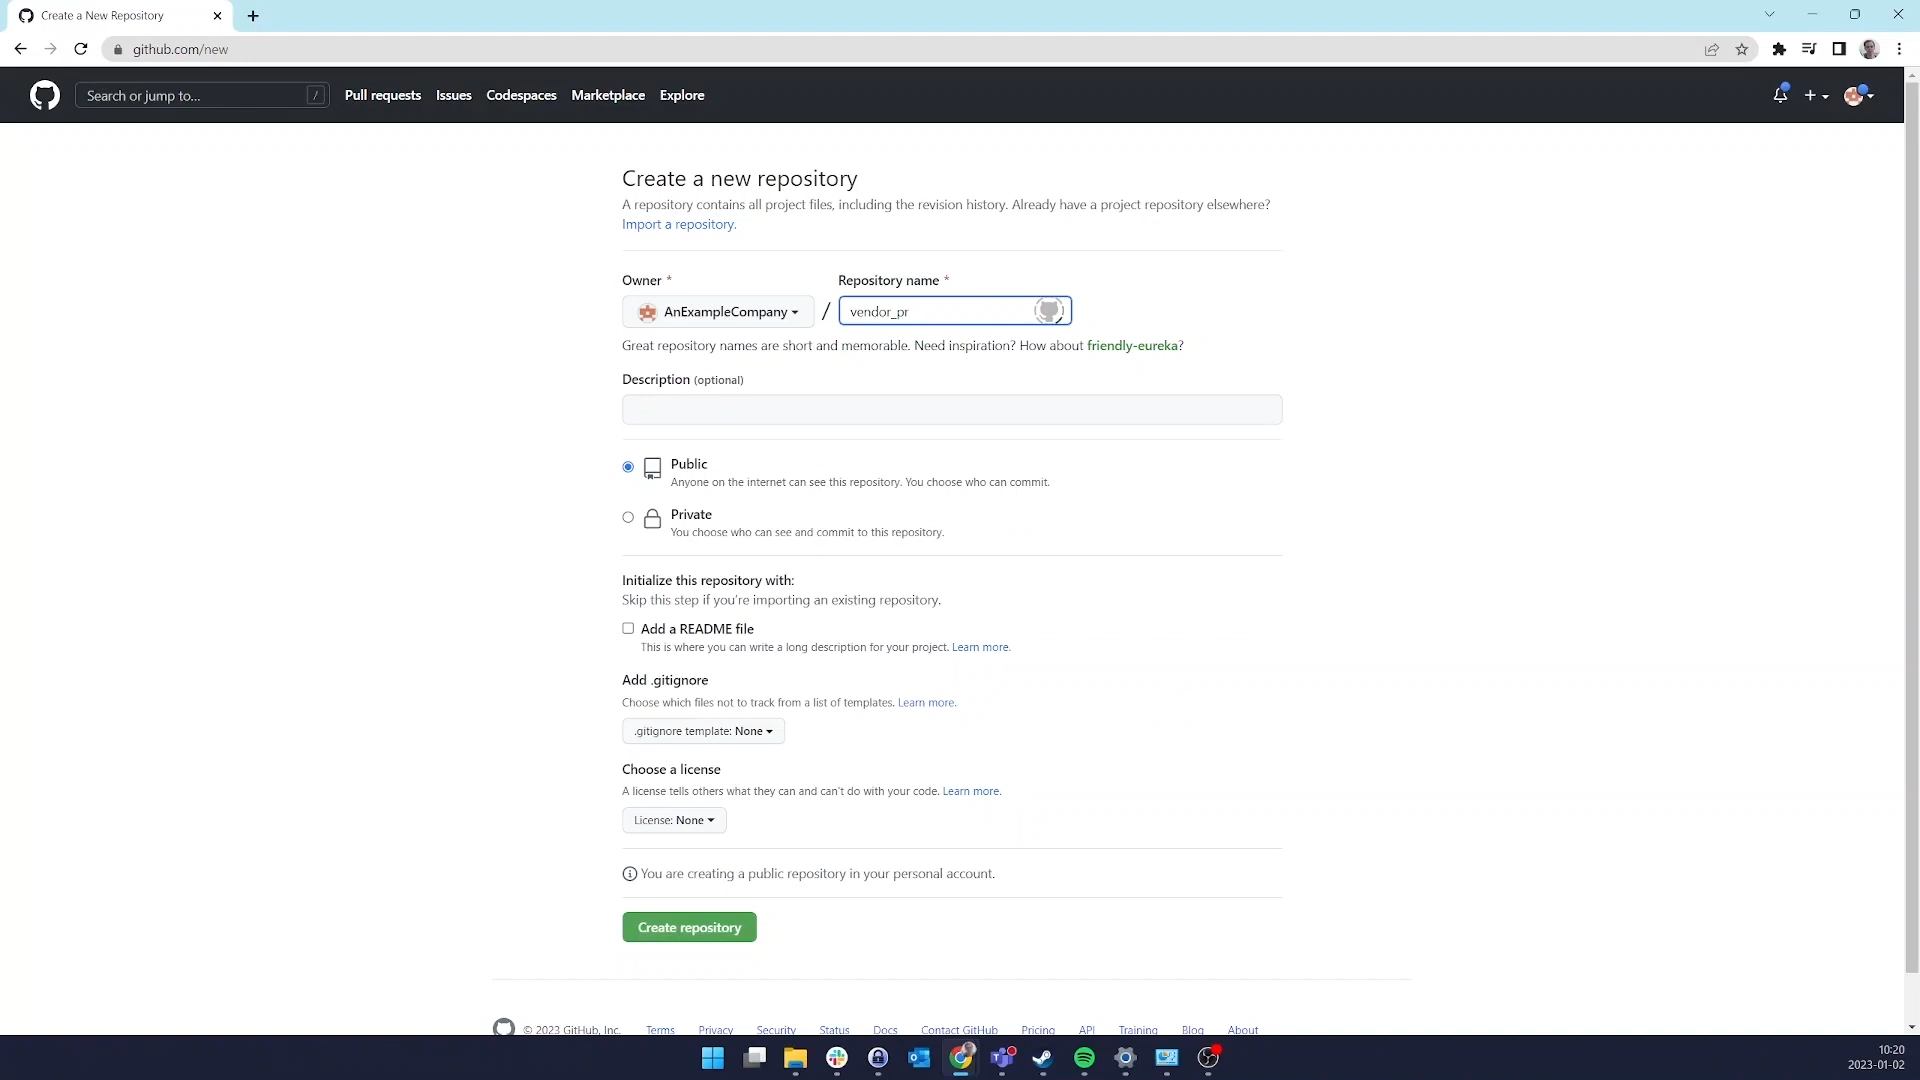 Create a New Repository
github.com/new
Search or jump to... /
Pull requests Issues Codespaces Marketplace Explore
Create a new repository
A repository contains all project files, including the revision history. Already have a project repository elsewhere?
Import a repository.
Owner * Repository name *
AnExampleCompany / vendor_pr
Great repository names are short and memorable. Need inspiration? How about friendly-eureka?
Description (optional)
Public
Anyone on the internet can see this repository. You choose who can commit.
Private
You choose who can see and commit to this repository.
Initialize this repository with:
Skip this step if you're importing an existing repository.
Add a README file
This is where you can write a long description for your project. Learn more.
Add .gitignore
Choose which files not to track from a list of templates. Learn more.
.gitignore template: None
Choose a license
A license tells others what they can and can't do with your code. Learn more.
License: None
You are creating a public repository in your personal account.
Create repository
© 2023 GitHub, Inc. Terms Privacy Security Status Docs Contact GitHub Pricing API Training Blog About
10:20
2023-01-02